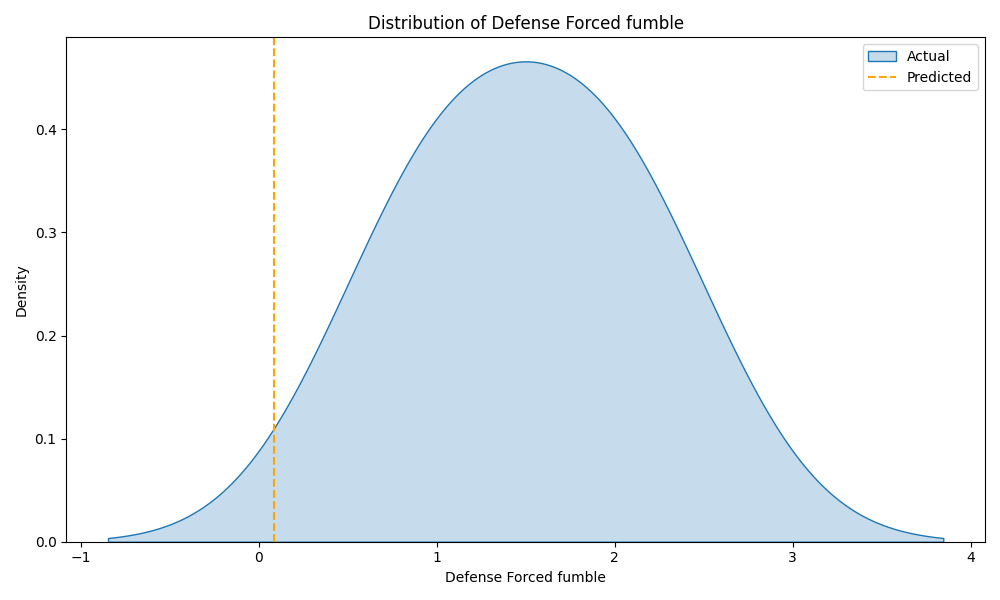 Distribution of Defense Forced fumble
Actual
Predicted
Density
0.4
0.3
0.2
0.1
0.0
−1
0
1
2
3
4
Defense Forced fumble